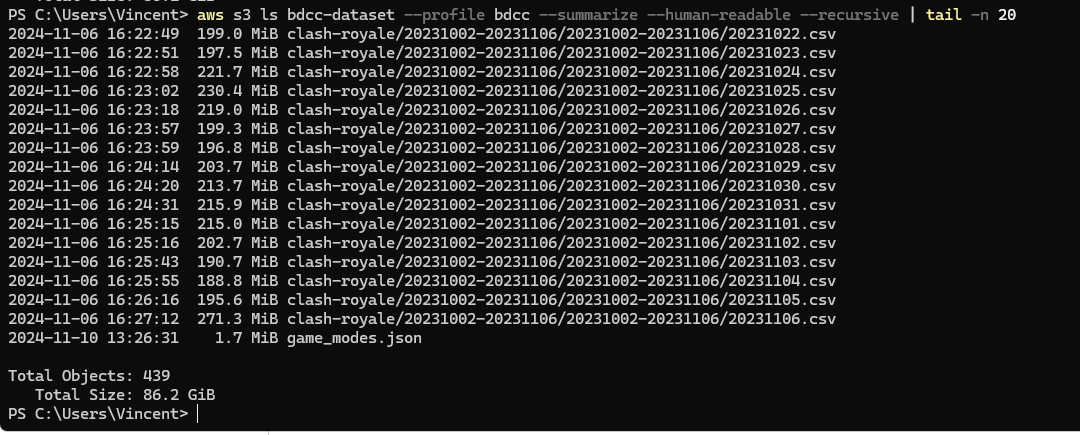 PS C:\Users\Vincent> aws s3 ls bdcc-dataset --profile bdcc --summarize --human-readable --recursive | tail -n 20
2024-11-06 16:22:49  199.0 MiB clash-royale/20231002-20231106/20231002-20231106/20231022.csv
2024-11-06 16:22:51  197.5 MiB clash-royale/20231002-20231106/20231002-20231106/20231023.csv
2024-11-06 16:22:58  221.7 MiB clash-royale/20231002-20231106/20231002-20231106/20231024.csv
2024-11-06 16:23:02  230.4 MiB clash-royale/20231002-20231106/20231002-20231106/20231025.csv
2024-11-06 16:23:18  219.0 MiB clash-royale/20231002-20231106/20231002-20231106/20231026.csv
2024-11-06 16:23:57  199.3 MiB clash-royale/20231002-20231106/20231002-20231106/20231027.csv
2024-11-06 16:23:59  196.8 MiB clash-royale/20231002-20231106/20231002-20231106/20231028.csv
2024-11-06 16:24:14  203.7 MiB clash-royale/20231002-20231106/20231002-20231106/20231029.csv
2024-11-06 16:24:20  213.7 MiB clash-royale/20231002-20231106/20231002-20231106/20231030.csv
2024-11-06 16:24:31  215.9 MiB clash-royale/20231002-20231106/20231002-20231106/20231031.csv
2024-11-06 16:25:15  215.0 MiB clash-royale/20231002-20231106/20231002-20231106/20231101.csv
2024-11-06 16:25:16  202.7 MiB clash-royale/20231002-20231106/20231002-20231106/20231102.csv
2024-11-06 16:25:43  190.7 MiB clash-royale/20231002-20231106/20231002-20231106/20231103.csv
2024-11-06 16:25:55  188.8 MiB clash-royale/20231002-20231106/20231002-20231106/20231104.csv
2024-11-06 16:26:16  195.6 MiB clash-royale/20231002-20231106/20231002-20231106/20231105.csv
2024-11-06 16:27:12  271.3 MiB clash-royale/20231002-20231106/20231002-20231106/20231106.csv
2024-11-10 13:26:31    1.7 MiB game_modes.json

Total Objects: 439
   Total Size: 86.2 GiB
PS C:\Users\Vincent>